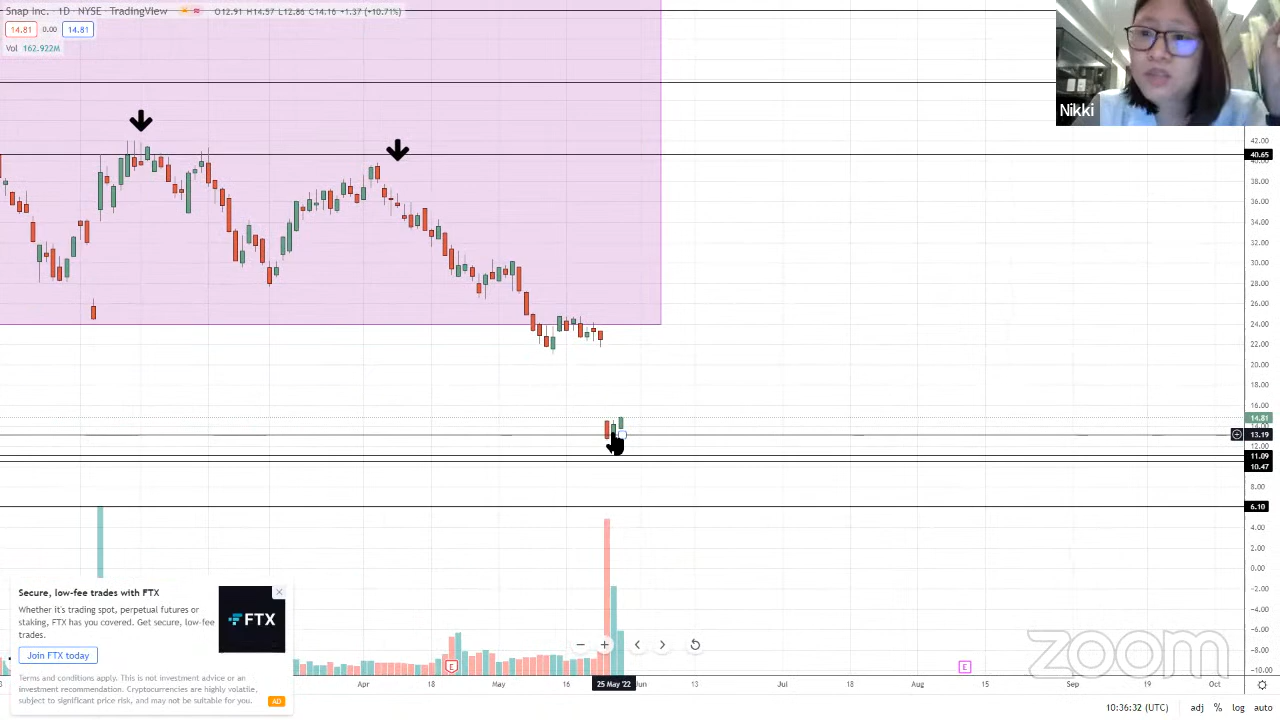 Snap Inc. · 1D · NYSE · TradingView
O12.91 H14.57 L12.86 C14.16 +1.37 (+10.71%)
14.81 0.00 14.81
Vol 162.922M
Nikki
42.00
40.65
40.00
38.00
36.00
34.00
32.00
30.00
28.00
26.00
24.00
22.00
20.00
18.00
16.00
14.81
14.00
13.19
12.00
11.09
10.47
8.00
6.10
4.00
2.00
0.00
−2.00
−4.00
−6.00
−8.00
−10.00
Secure, low-fee trades with FTX
Whether it's trading spot, perpetual futures or
staking, FTX has you covered. Get secure, low-fee
trades.
Join FTX today
FTX
Terms and conditions apply. This is not investment advice or an
investment recommendation. Cryptocurrencies are highly volatile,
subject to significant price risk, and may not be suitable for you.
AD
E
E
zoom
Apr 18 May 16 25 May '22 Jun 13 Jul 18 Aug 15 Sep 19 Oct
10:36:32 (UTC) adj % log auto